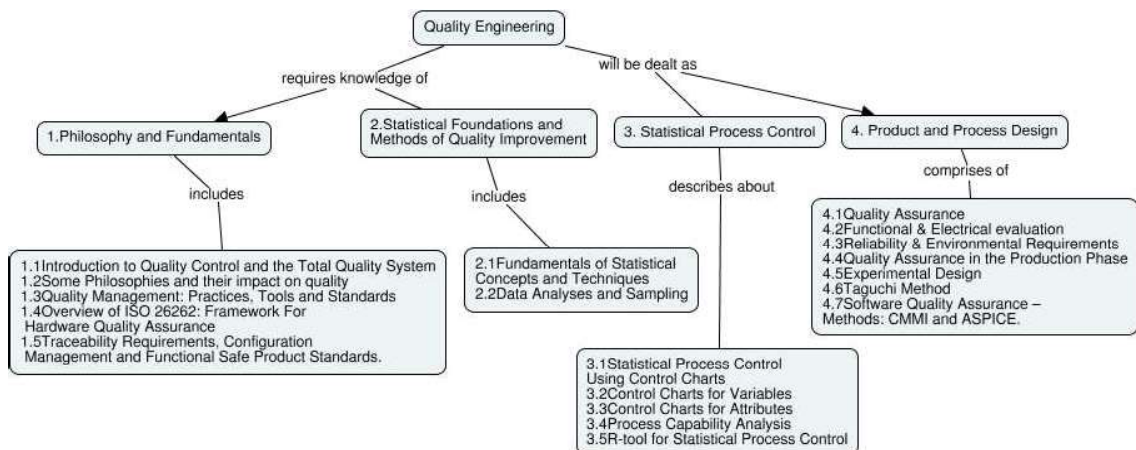 Quality Engineering
requires knowledge of
will be dealt as
1.Philosophy and Fundamentals
2.Statistical Foundations and
Methods of Quality Improvement
3. Statistical Process Control
4. Product and Process Design
includes
includes
describes about
comprises of
1.1Introduction to Quality Control and the Total Quality System
1.2Some Philosophies and their impact on quality
1.3Quality Management: Practices, Tools and Standards
1.4Overview of ISO 26262: Framework For
Hardware Quality Assurance
1.5Traceability Requirements, Configuration
Management and Functional Safe Product Standards.
2.1Fundamentals of Statistical
Concepts and Techniques
2.2Data Analyses and Sampling
3.1Statistical Process Control
Using Control Charts
3.2Control Charts for Variables
3.3Control Charts for Attributes
3.4Process Capability Analysis
3.5R-tool for Statistical Process Control
4.1Quality Assurance
4.2Functional & Electrical evaluation
4.3Reliability & Environmental Requirements
4.4Quality Assurance in the Production Phase
4.5Experimental Design
4.6Taguchi Method
4.7Software Quality Assurance –
Methods: CMMI and ASPICE.